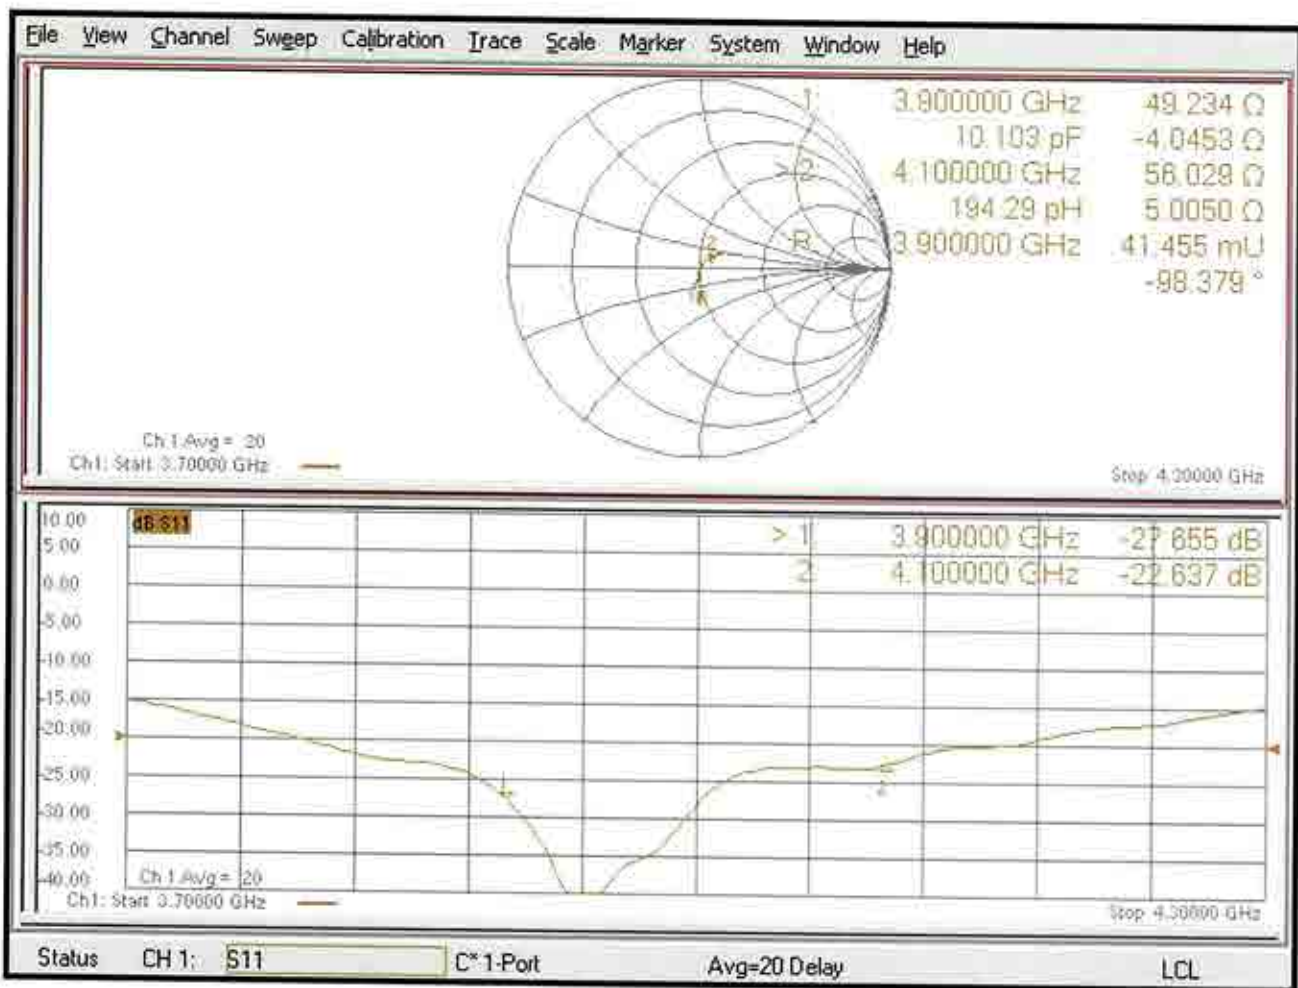 File View Channel Sweep Calibration Trace Scale Marker System Window Help
1: 3.900000 GHz 49.234 Ω
10.103 pF -4.0453 Ω
> 2: 4.100000 GHz 56.029 Ω
194.29 pH 5.0050 Ω
R: 3.900000 GHz 41.455 mU
-98.379 °
2
1
Ch 1 Avg = 20
Ch1: Start 3.70000 GHz
Stop 4.30000 GHz
10.00
dB S11
> 1: 3.900000 GHz -27.655 dB
5.00
2: 4.100000 GHz -22.637 dB
0.00
-5.00
-10.00
-15.00
-20.00
-25.00
1
2
-30.00
-35.00
-40.00
Ch 1 Avg = 20
Ch1: Start 3.70000 GHz
Stop 4.30000 GHz
Status CH 1: S11 C* 1-Port Avg=20 Delay LCL